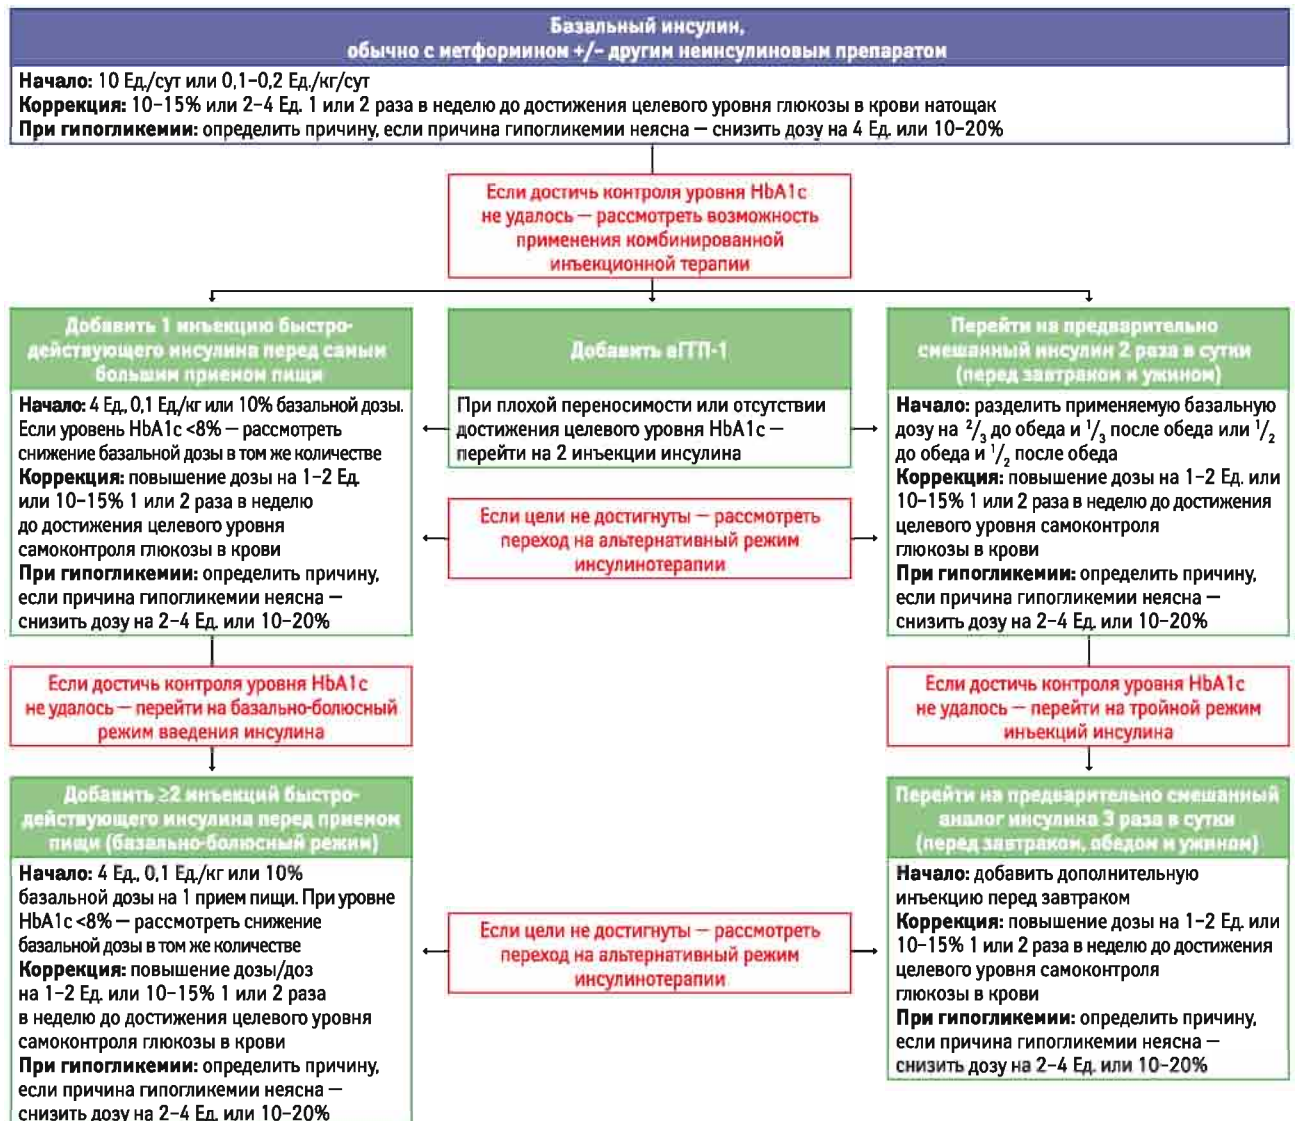 Базальный инсулин,
обычно с метформином +/– другим неинсулиновым препаратом
Начало: 10 Ед./сут или 0,1–0,2 Ед./кг/сут
Коррекция: 10–15% или 2–4 Ед. 1 или 2 раза в неделю до достижения целевого уровня глюкозы в крови натощак
При гипогликемии: определить причину, если причина гипогликемии неясна — снизить дозу на 4 Ед. или 10–20%
Если достичь контроля уровня HbA1c
не удалось — рассмотреть возможность
применения комбинированной
инъекционной терапии
Добавить 1 инъекцию быстро-
действующего инсулина перед самым
большим приемом пищи
Начало: 4 Ед., 0,1 Ед/кг или 10% базальной дозы.
Если уровень HbA1c <8% — рассмотреть
снижение базальной дозы в том же количестве
Коррекция: повышение дозы на 1–2 Ед.
или 10–15% 1 или 2 раза в неделю
до достижения целевого уровня
самоконтроля глюкозы в крови
При гипогликемии: определить причину,
если причина гипогликемии неясна —
снизить дозу на 2–4 Ед. или 10–20%
Добавить аГПП-1
При плохой переносимости или отсутствии
достижения целевого уровня HbA1c —
перейти на 2 инъекции инсулина
Если цели не достигнуты — рассмотреть
переход на альтернативный режим
инсулинотерапии
Перейти на предварительно
смешанный инсулин 2 раза в сутки
(перед завтраком и ужином)
Начало: разделить применяемую базальную
дозу на 2/3 до обеда и 1/3 после обеда или 1/2
до обеда и 1/2 после обеда
Коррекция: повышение дозы на 1–2 Ед. или
10–15% 1 или 2 раза в неделю до достижения
целевого уровня самоконтроля
глюкозы в крови
При гипогликемии: определить причину,
если причина гипогликемии неясна —
снизить дозу на 2–4 Ед. или 10–20%
Если достичь контроля уровня HbA1c
не удалось — перейти на базально-болюсный
режим введения инсулина
Если достичь контроля уровня HbA1c
не удалось — перейти на тройной режим
инъекций инсулина
Добавить ≥2 инъекций быстро-
действующего инсулина перед приемом
пищи (базально-болюсный режим)
Начало: 4 Ед., 0,1 Ед./кг или 10%
базальной дозы на 1 прием пищи. При уровне
HbA1c <8% — рассмотреть снижение
базальной дозы в том же количестве
Коррекция: повышение дозы/доз
на 1–2 Ед. или 10–15% 1 или 2 раза
в неделю до достижения целевого уровня
самоконтроля глюкозы в крови
При гипогликемии: определить причину,
если причина гипогликемии неясна —
снизить дозу на 2–4 Ед. или 10–20%
Если цели не достигнуты — рассмотреть
переход на альтернативный режим
инсулинотерапии
Перейти на предварительно смешанный
аналог инсулина 3 раза в сутки
(перед завтраком, обедом и ужином)
Начало: добавить дополнительную
инъекцию перед завтраком
Коррекция: повышение дозы на 1–2 Ед. или
10–15% 1 или 2 раза в неделю до достижения
целевого уровня самоконтроля
глюкозы в крови
При гипогликемии: определить причину,
если причина гипогликемии неясна —
снизить дозу на 2–4 Ед. или 10–20%